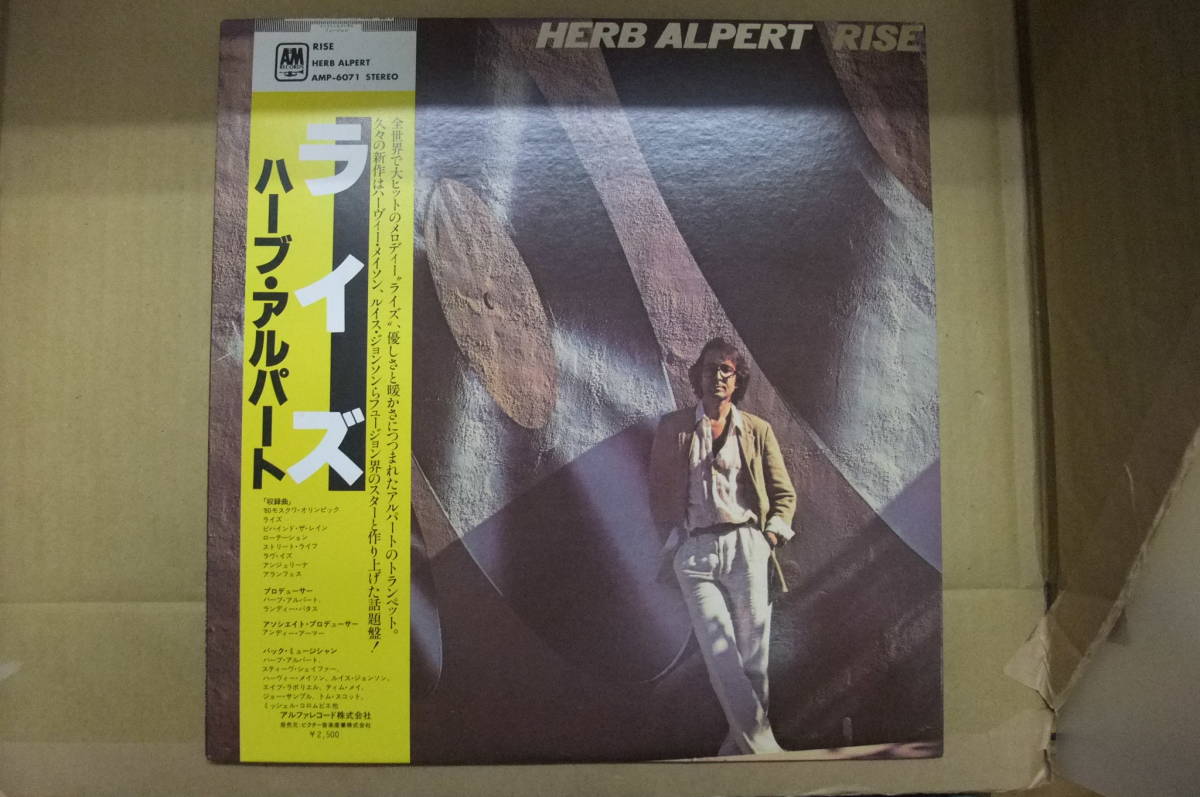 HERB ALPERT RISE
A&M
RECORDS
RISE
HERB ALPERT
AMP-6071 STEREO
ライズ
ハーブ・アルパート
全世界で大ヒットのメロディー“ライズ”、優しさと暖かさにつつまれたアルパートのトランペット。
久々の新作はハーヴィー・メイソン、ルイス・ジョンソンらフュージョン界のスターと作り上げた話題盤!
「収録曲」
'80モスクワ・オリンピック
ライズ
ビハインド・ザ・レイン
ローテーション
ストリート・ライフ
ラヴ・イズ
アンジェリーナ
アランフェス
プロデューサー
ハーブ・アルパート、
ランディー・バタス
アソシエイト・プロデューサー
アンディー・アーマー
バック・ミュージシャン
ハーブ・アルパート、
スティーヴ・シェイファー、
ハーヴィー・メイソン、ルイス・ジョンソン、
エイブ・ラボリエル、ティム・メイ、
ジョー・サンプル、トム・スコット、
ミッシェル・コロムビエ他
アルファレコード株式会社
発売元:ビクター音楽産業株式会社
¥2,500